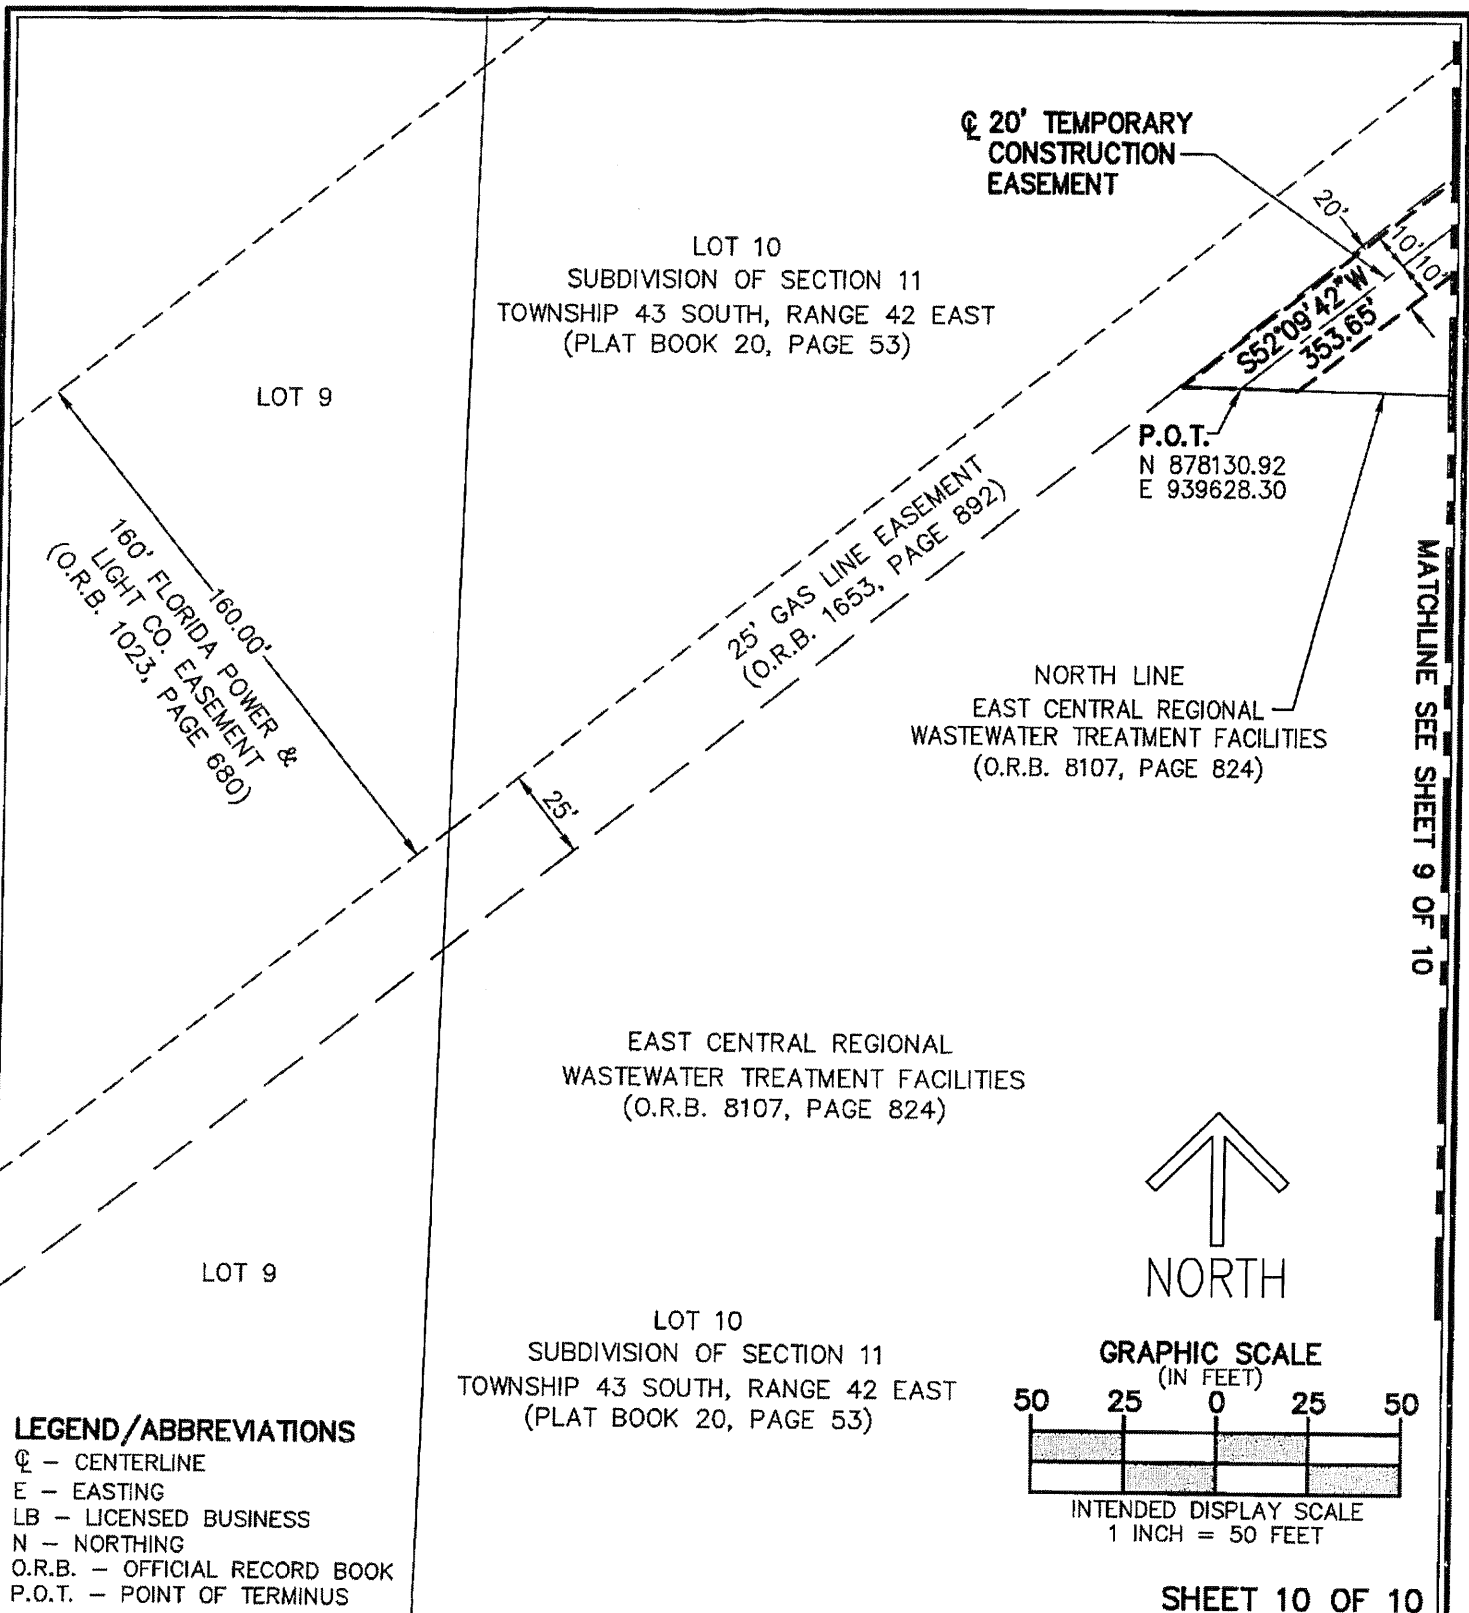 ℄ 20' TEMPORARY
CONSTRUCTION
EASEMENT
20'
10'
10'
S52°09'42"W
353.65'
LOT 10
SUBDIVISION OF SECTION 11
TOWNSHIP 43 SOUTH, RANGE 42 EAST
(PLAT BOOK 20, PAGE 53)
LOT 9
P.O.T.
N 878130.92
E 939628.30
25' GAS LINE EASEMENT
(O.R.B. 1653, PAGE 892)
160.00'
160' FLORIDA POWER &
LIGHT CO. EASEMENT
(O.R.B. 1023, PAGE 680)
25'
NORTH LINE
EAST CENTRAL REGIONAL
WASTEWATER TREATMENT FACILITIES
(O.R.B. 8107, PAGE 824)
MATCHLINE SEE SHEET 9 OF 10
EAST CENTRAL REGIONAL
WASTEWATER TREATMENT FACILITIES
(O.R.B. 8107, PAGE 824)
LOT 9
NORTH
LOT 10
SUBDIVISION OF SECTION 11
TOWNSHIP 43 SOUTH, RANGE 42 EAST
(PLAT BOOK 20, PAGE 53)
GRAPHIC SCALE
(IN FEET)
50 25 0 25 50
INTENDED DISPLAY SCALE
1 INCH = 50 FEET
LEGEND/ABBREVIATIONS
℄ – CENTERLINE
E – EASTING
LB – LICENSED BUSINESS
N – NORTHING
O.R.B. – OFFICIAL RECORD BOOK
P.O.T. – POINT OF TERMINUS
SHEET 10 OF 10